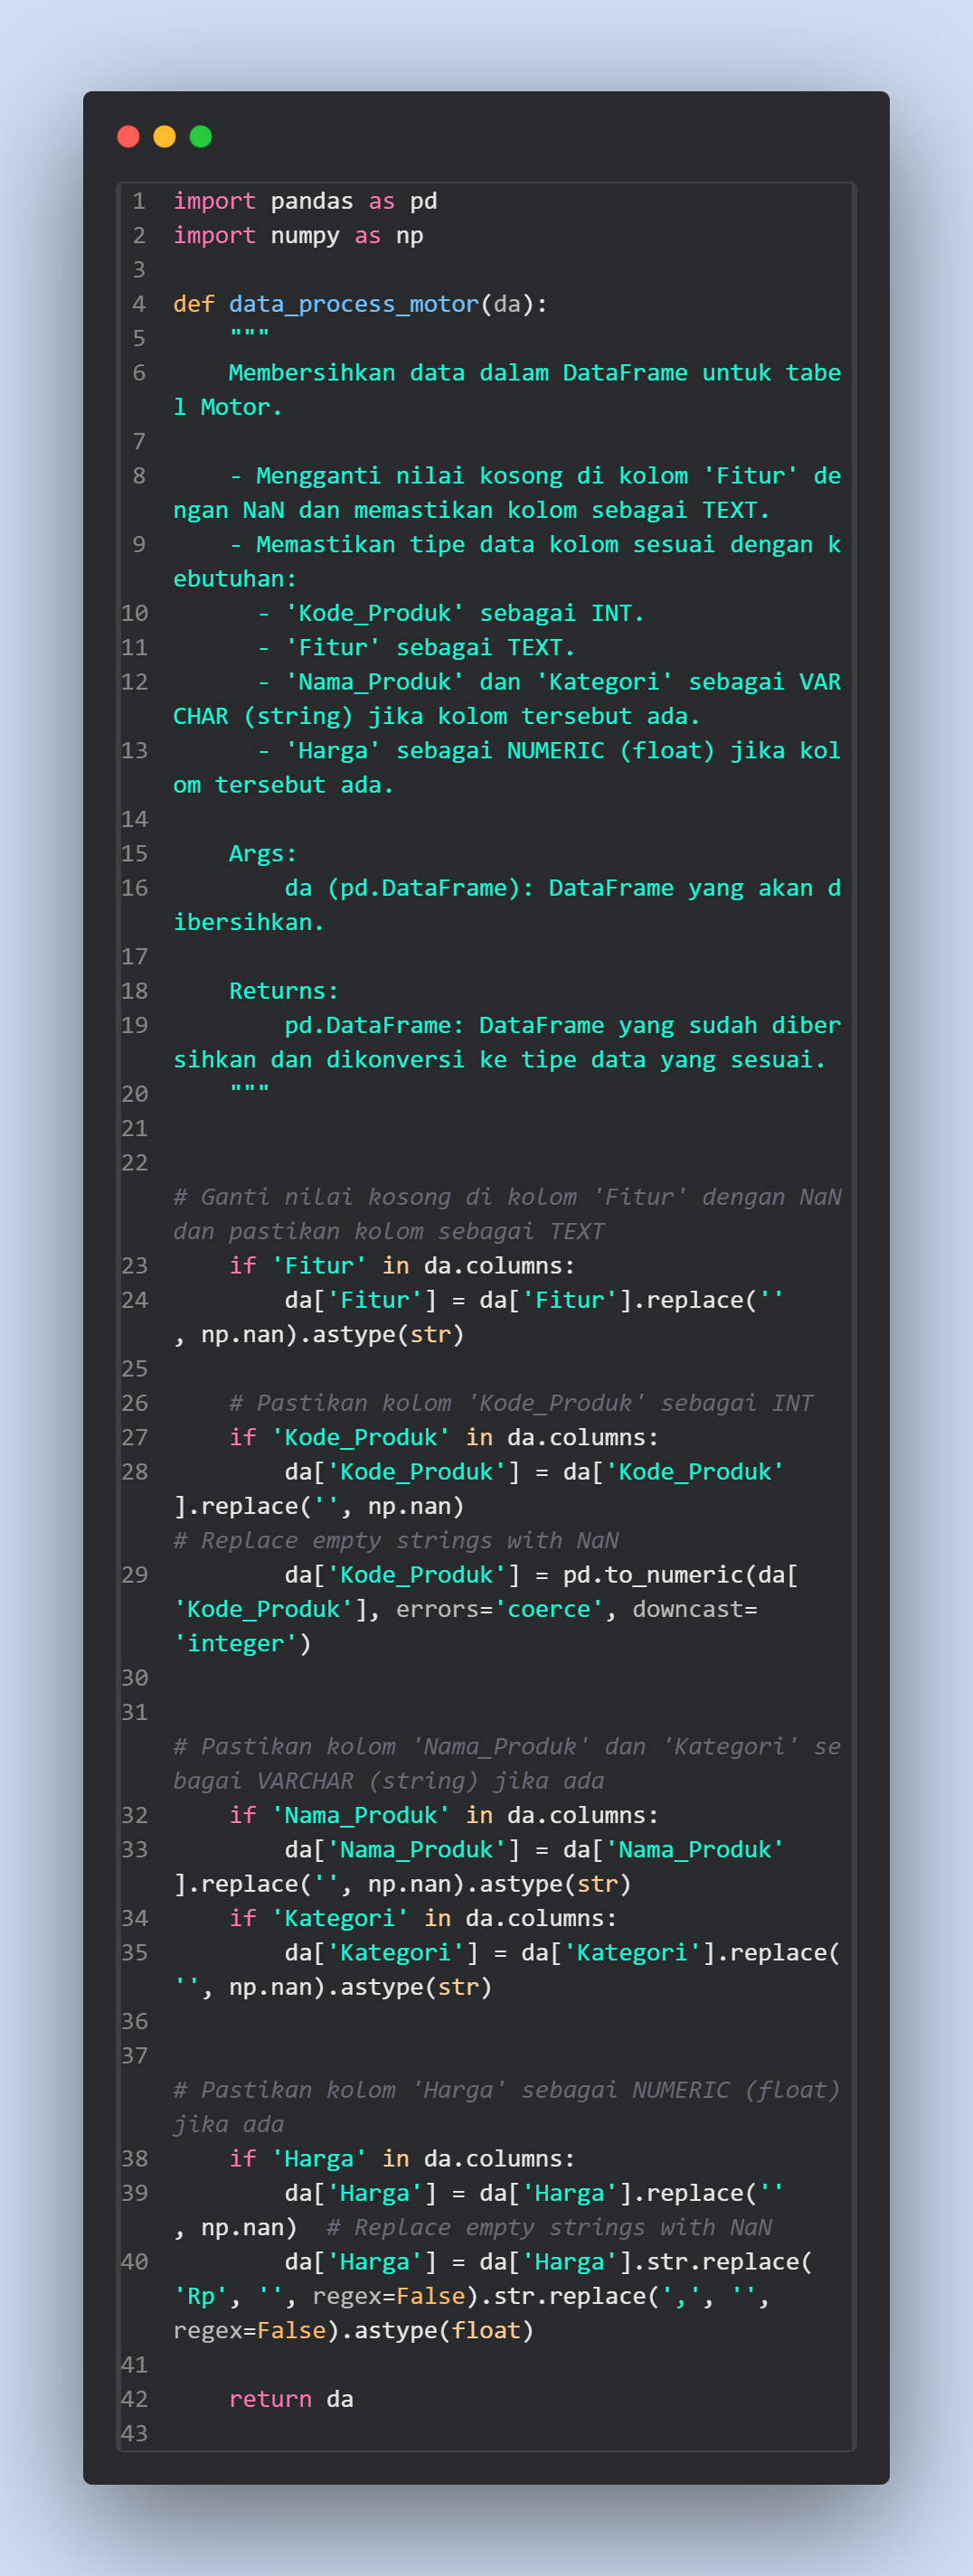 1 import pandas as pd
2 import numpy as np
3
4 def data_process_motor(da):
5     """
6     Membersihkan data dalam DataFrame untuk tabe
l Motor.
7
8     - Mengganti nilai kosong di kolom 'Fitur' de
ngan NaN dan memastikan kolom sebagai TEXT.
9     - Memastikan tipe data kolom sesuai dengan k
ebutuhan:
10       - 'Kode_Produk' sebagai INT.
11       - 'Fitur' sebagai TEXT.
12       - 'Nama_Produk' dan 'Kategori' sebagai VAR
CHAR (string) jika kolom tersebut ada.
13       - 'Harga' sebagai NUMERIC (float) jika kol
om tersebut ada.
14
15     Args:
16         da (pd.DataFrame): DataFrame yang akan d
ibersihkan.
17
18     Returns:
19         pd.DataFrame: DataFrame yang sudah diber
sihkan dan dikonversi ke tipe data yang sesuai.
20     """
21
22
# Ganti nilai kosong di kolom 'Fitur' dengan NaN
dan pastikan kolom sebagai TEXT
23     if 'Fitur' in da.columns:
24         da['Fitur'] = da['Fitur'].replace(''
, np.nan).astype(str)
25
26     # Pastikan kolom 'Kode_Produk' sebagai INT
27     if 'Kode_Produk' in da.columns:
28         da['Kode_Produk'] = da['Kode_Produk'
].replace('', np.nan)
# Replace empty strings with NaN
29         da['Kode_Produk'] = pd.to_numeric(da[
'Kode_Produk'], errors='coerce', downcast=
'integer')
30
31
# Pastikan kolom 'Nama_Produk' dan 'Kategori' se
bagai VARCHAR (string) jika ada
32     if 'Nama_Produk' in da.columns:
33         da['Nama_Produk'] = da['Nama_Produk'
].replace('', np.nan).astype(str)
34     if 'Kategori' in da.columns:
35         da['Kategori'] = da['Kategori'].replace(
'', np.nan).astype(str)
36
37
# Pastikan kolom 'Harga' sebagai NUMERIC (float)
jika ada
38     if 'Harga' in da.columns:
39         da['Harga'] = da['Harga'].replace(''
, np.nan)  # Replace empty strings with NaN
40         da['Harga'] = da['Harga'].str.replace(
'Rp', '', regex=False).str.replace(',', '',
regex=False).astype(float)
41
42     return da
43